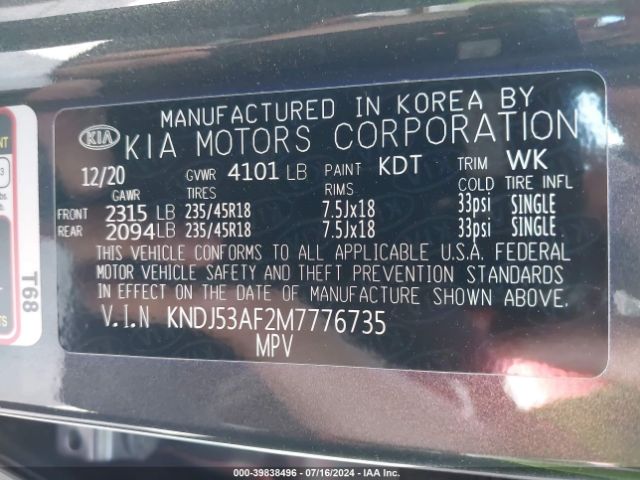 MANUFACTURED IN KOREA BY
KIA KIA MOTORS CORPORATION
12/20 GVWR 4101 LB PAINT KDT TRIM WK
GAWR TIRES RIMS COLD TIRE INFL
FRONT 2315 LB 235/45R18 7.5Jx18 33psi SINGLE
REAR 2094 LB 235/45R18 7.5Jx18 33psi SINGLE
THIS VEHICLE CONFORMS TO ALL APPLICABLE U.S.A. FEDERAL
MOTOR VEHICLE SAFETY AND THEFT PREVENTION STANDARDS
IN EFFECT ON THE DATE OF MANUFACTURE SHOWN ABOVE.
V.I.N KNDJ53AF2M7776735
MPV
T68
000-39838496 - 07/16/2024 - IAA Inc.